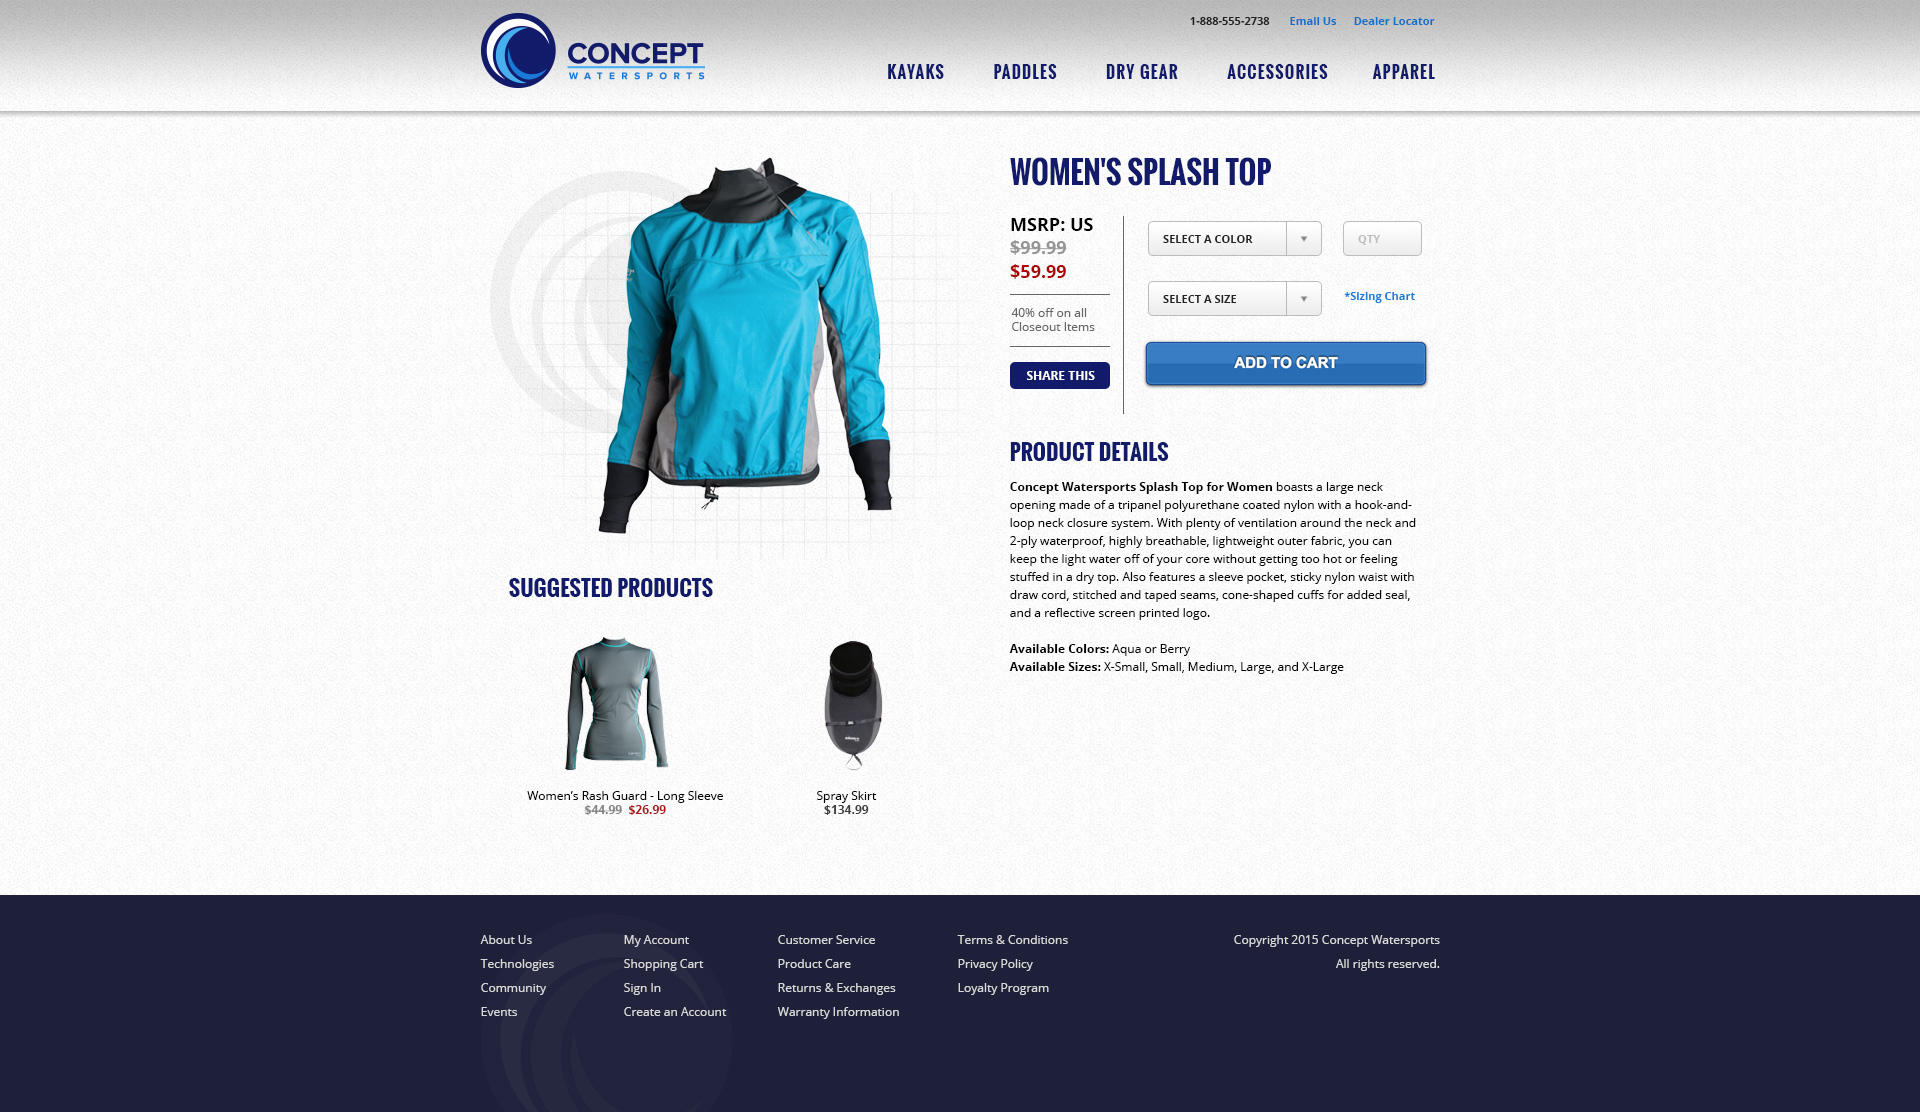 1-888-555-2738 Email Us Dealer Locator
CONCEPT
WATERSPORTS
KAYAKS PADDLES DRY GEAR ACCESSORIES APPAREL
WOMEN'S SPLASH TOP
MSRP: US
$99.99
$59.99
40% off on all
Closeout Items
SHARE THIS
SELECT A COLOR
QTY
SELECT A SIZE
*Sizing Chart
ADD TO CART
PRODUCT DETAILS
Concept Watersports Splash Top for Women boasts a large neck
opening made of a tripanel polyurethane coated nylon with a hook-and-
loop neck closure system. With plenty of ventilation around the neck and
2-ply waterproof, highly breathable, lightweight outer fabric, you can
keep the light water off of your core without getting too hot or feeling
stuffed in a dry top. Also features a sleeve pocket, sticky nylon waist with
draw cord, stitched and taped seams, cone-shaped cuffs for added seal,
and a reflective screen printed logo.
Available Colors: Aqua or Berry
Available Sizes: X-Small, Small, Medium, Large, and X-Large
SUGGESTED PRODUCTS
Women’s Rash Guard - Long Sleeve
$44.99 $26.99
Spray Skirt
$134.99
About Us
Technologies
Community
Events
My Account
Shopping Cart
Sign In
Create an Account
Customer Service
Product Care
Returns & Exchanges
Warranty Information
Terms & Conditions
Privacy Policy
Loyalty Program
Copyright 2015 Concept Watersports
All rights reserved.